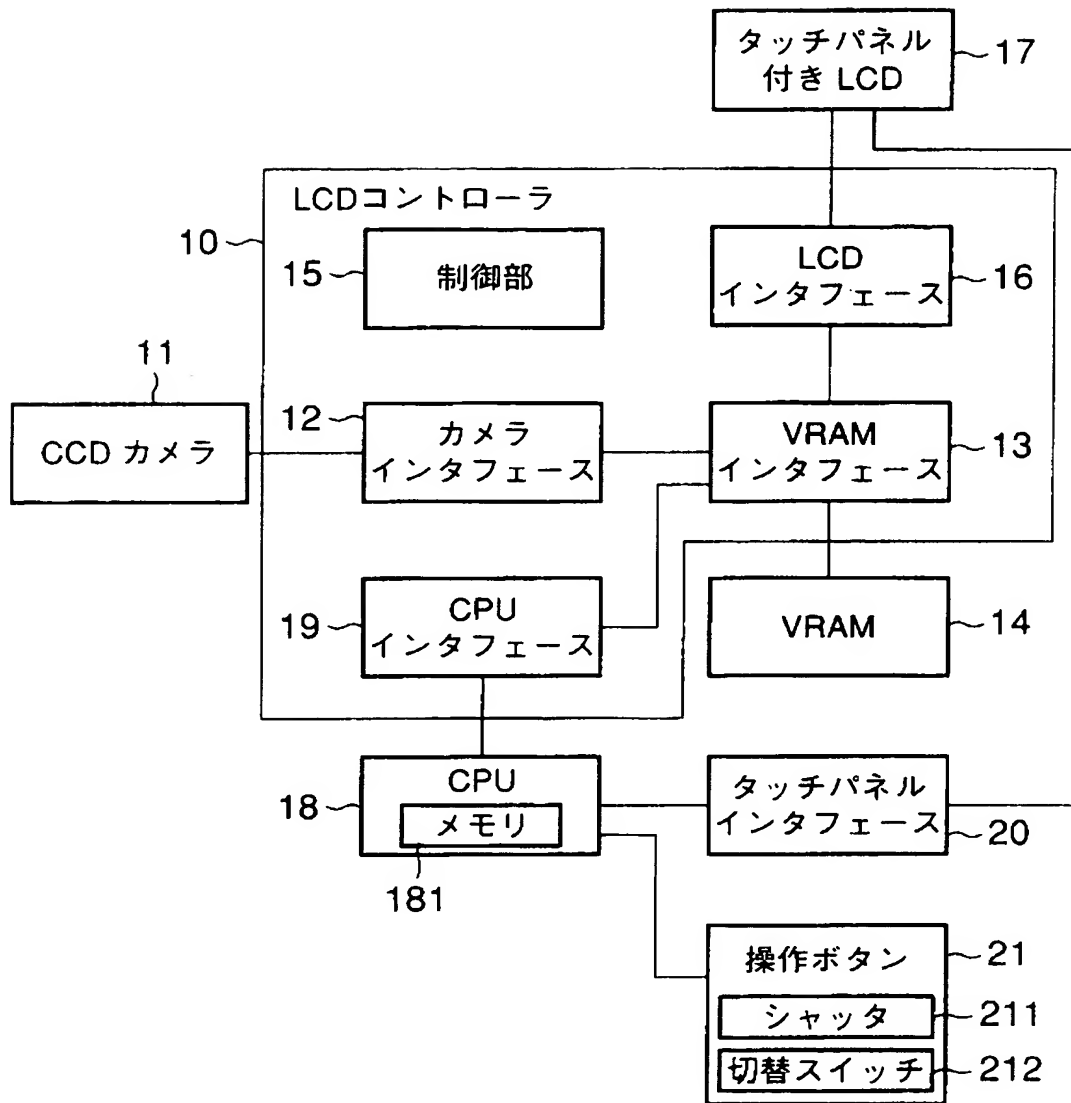 タッチパネル
付き LCD
17
LCDコントローラ
10
15
制御部
LCD
インタフェース
16
11
CCD カメラ
12
カメラ
インタフェース
VRAM
インタフェース
13
19
CPU
インタフェース
VRAM
14
18
CPU
メモリ
181
タッチパネル
インタフェース
20
操作ボタン
21
シャッタ
211
切替スイッチ
212